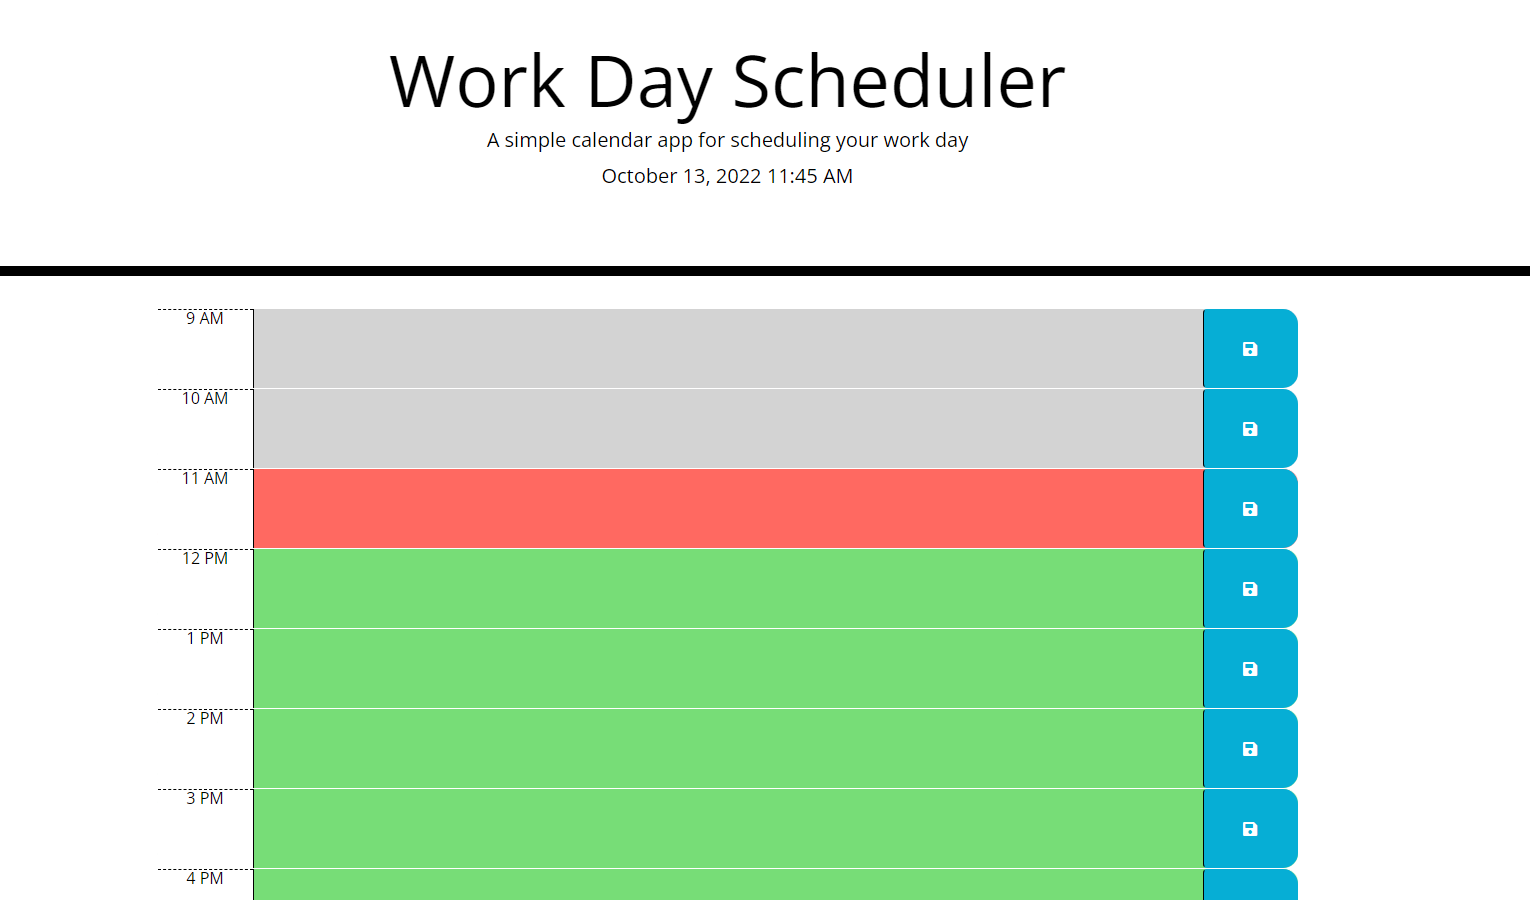 Work Day Scheduler
A simple calendar app for scheduling your work day
October 13, 2022 11:45 AM
9 AM
10 AM
11 AM
12 PM
1 PM
2 PM
3 PM
4 PM